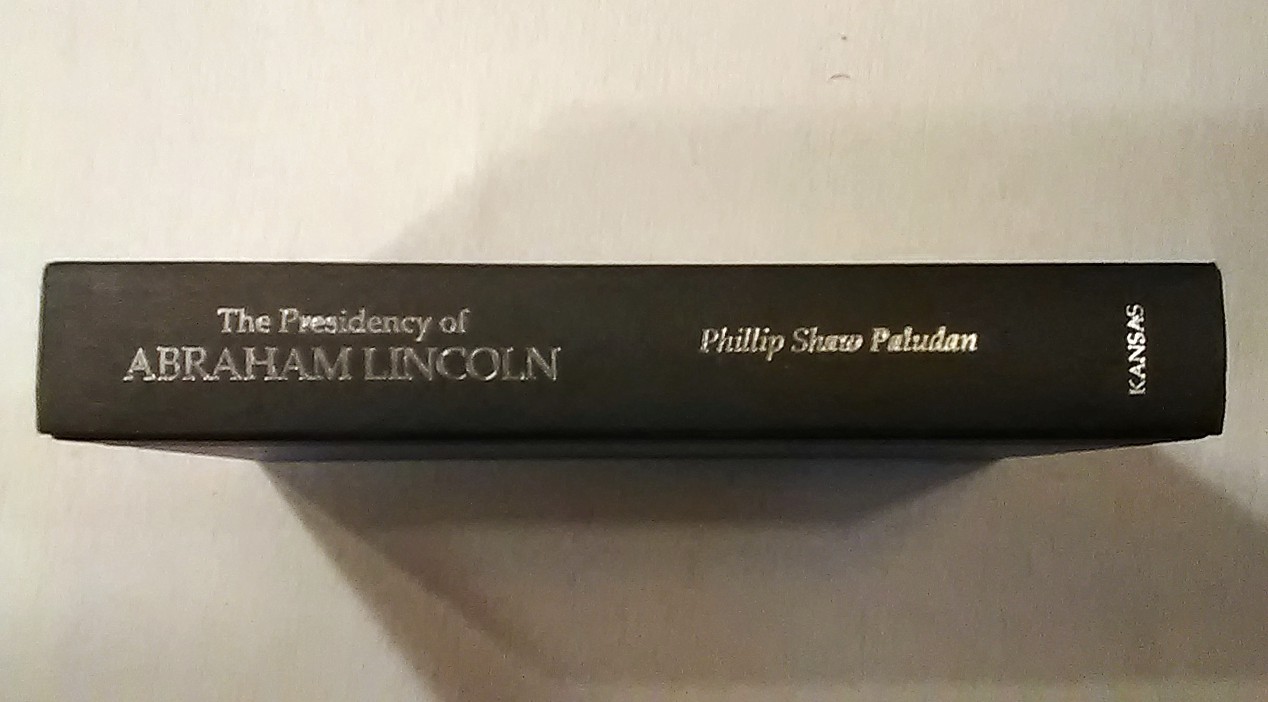 The Presidency of
ABRAHAM LINCOLN
Phillip Shaw Paludan
KANSAS